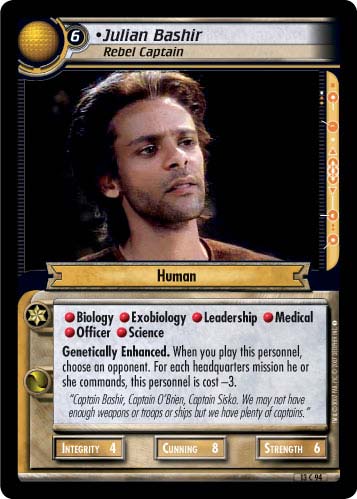 6
•Julian Bashir
Rebel Captain
Human
Biology Exobiology Leadership Medical
Officer Science
Genetically Enhanced. When you play this personnel,
choose an opponent. For each headquarters mission he or
she commands, this personnel is cost –3.
"Captain Bashir, Captain O'Brien, Captain Sisko. We may not have
enough weapons or troops or ships but we have plenty of captains."
INTEGRITY 4 CUNNING 8 STRENGTH 6
13 C 94